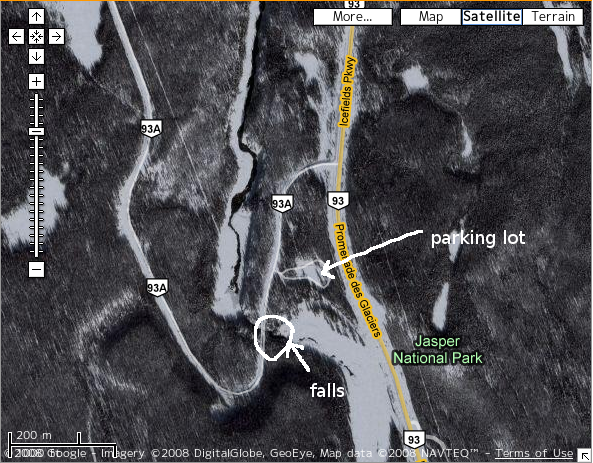 93
More...
Map
Satellite
Terrain
Icefields Pkwy
93A
93A
93
Promenade des Glaciers
parking lot
93A
Jasper
National Park
falls
93
200 m
©2008 Google - Imagery ©2008 DigitalGlobe, GeoEye, Map data ©2008 NAVTEQ™ - Terms of Use